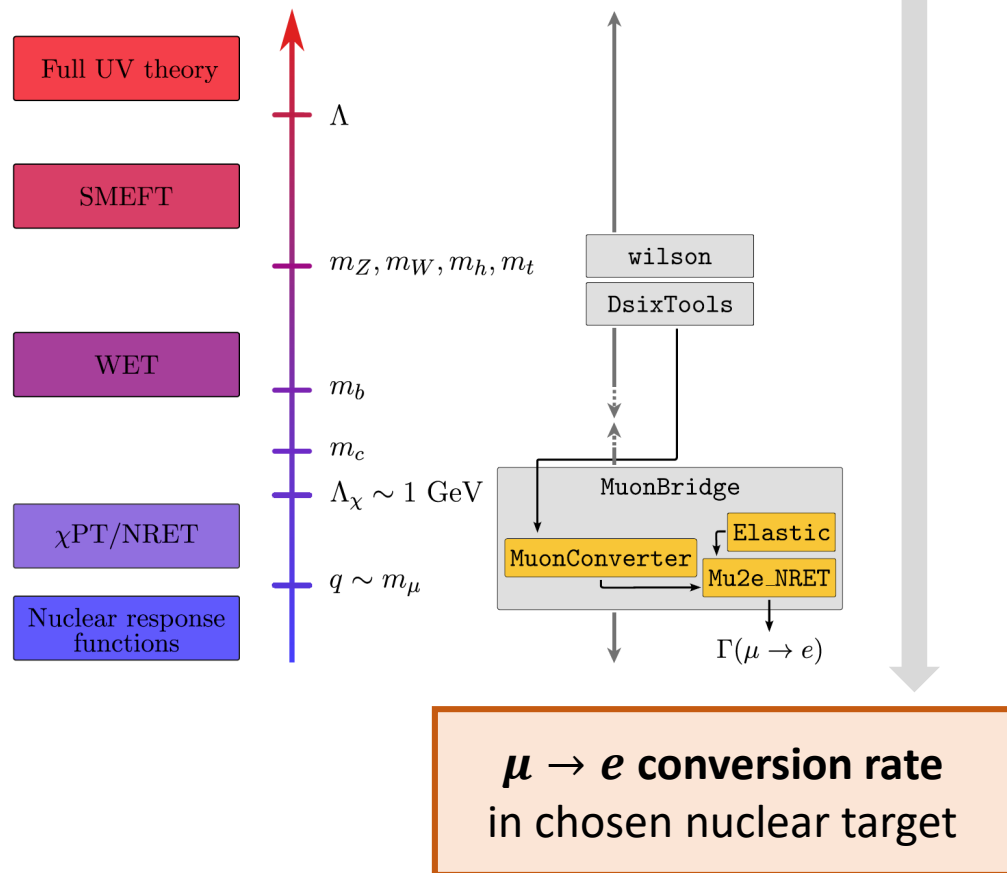 Full UV theory
Λ
SMEFT
m_Z, m_W, m_h, m_t
wilson
DsixTools
WET
m_b
m_c
Λ_χ ∼ 1 GeV
MuonBridge
χPT/NRET
Elastic
MuonConverter
Mu2e_NRET
q ∼ m_μ
Nuclear response
functions
Γ(μ → e)
μ → e conversion rate
in chosen nuclear target